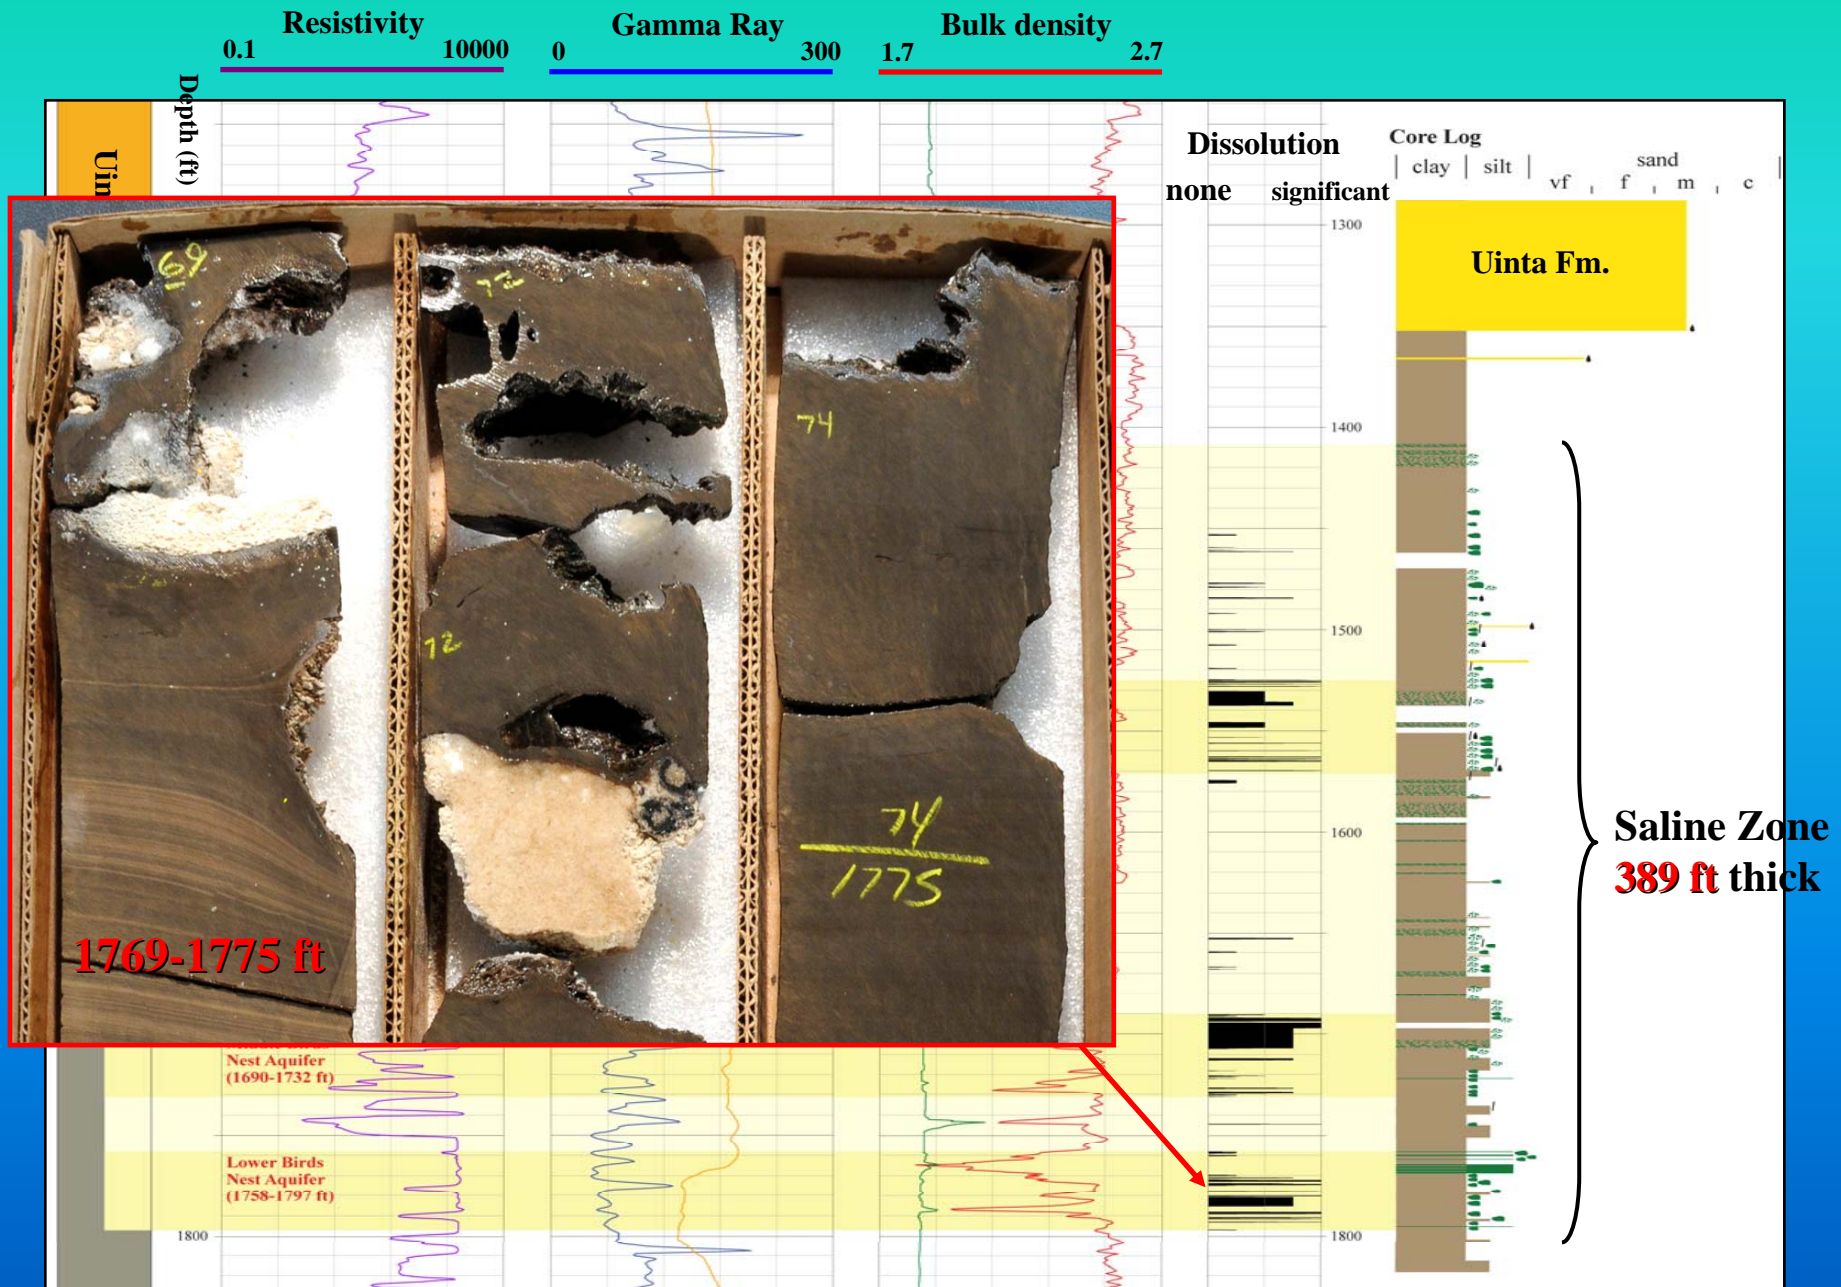 Resistivity
0.1 10000
Gamma Ray
0 300
Bulk density
1.7 2.7
Depth (ft)
Uin
Dissolution
none significant
Core Log
clay silt sand
vf f m c
Uinta Fm.
1300
1400
1500
1600
1800
Saline Zone
389 ft thick
69
72
72
74
74
1775
1769-1775 ft
Nest Aquifer
(1690-1732 ft)
Lower Birds
Nest Aquifer
(1758-1797 ft)
1800